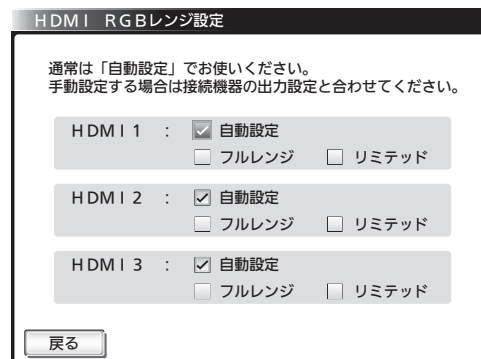 HDMI RGBレンジ設定
通常は「自動設定」でお使いください。
手動設定する場合は接続機器の出力設定と合わせてください。
HDMI1 : 自動設定
フルレンジ リミテッド
HDMI2 : 自動設定
フルレンジ リミテッド
HDMI3 : 自動設定
フルレンジ リミテッド
戻る